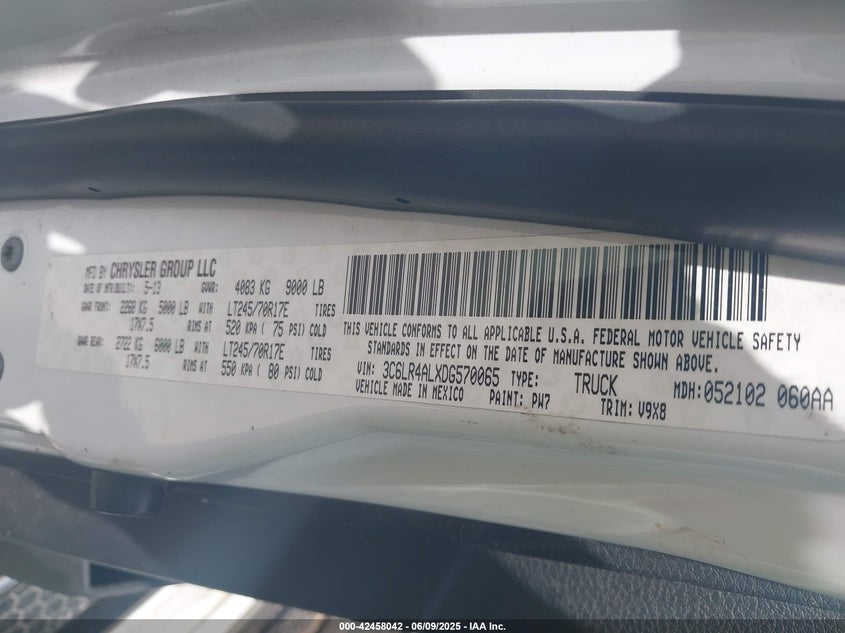 MFD BY CHRYSLER GROUP LLC
DATE OF MFR(BUILT): 5-13 GVWR: 4083 KG 9000 LB
GAWR FRONT: 2268 KG 5000 LB WITH LT245/70R17E TIRES
17X7.5 RIMS AT 520 KPA ( 75 PSI) COLD
GAWR REAR: 2722 KG 6000 LB WITH LT245/70R17E TIRES
17X7.5 RIMS AT 550 KPA ( 80 PSI) COLD
THIS VEHICLE CONFORMS TO ALL APPLICABLE U.S.A. FEDERAL MOTOR VEHICLE SAFETY
STANDARDS IN EFFECT ON THE DATE OF MANUFACTURE SHOWN ABOVE.
VIN: 3C6LR4ALXDG570065 TYPE: TRUCK MDH:052102 060AA
VEHICLE MADE IN MEXICO PAINT: PW7 TRIM: V9X8
000-42458042 / 06/09/2025 - IAA Inc.